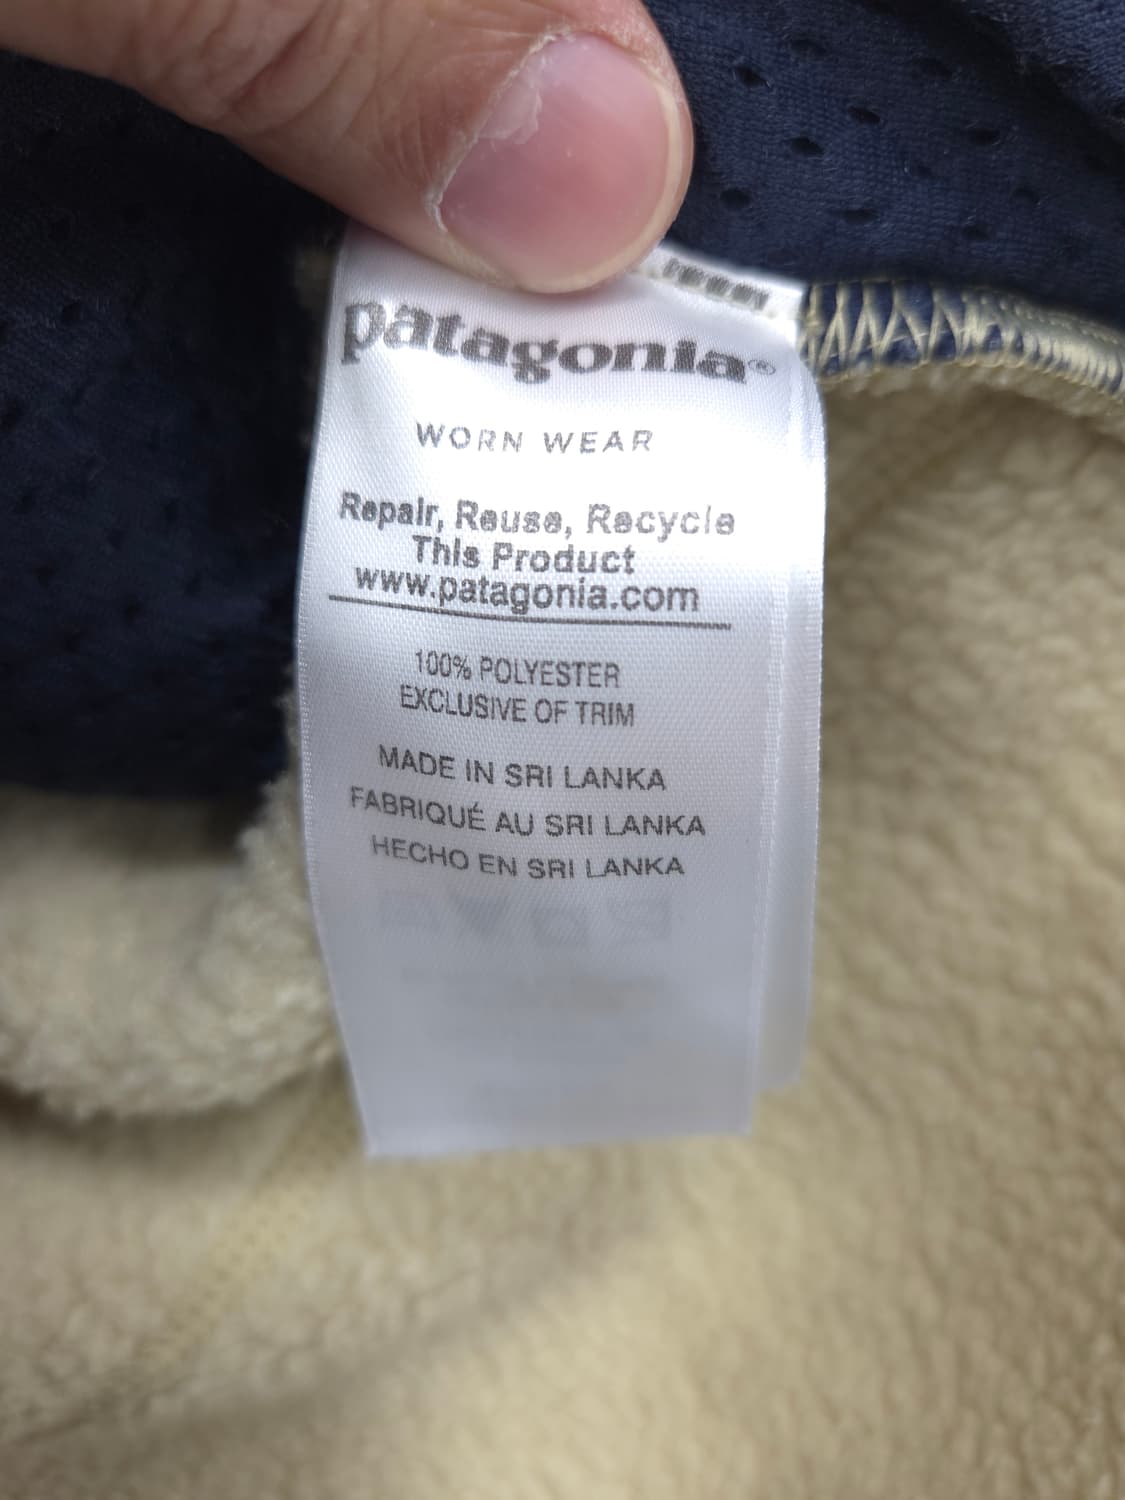 patagonia®
WORN WEAR
Repair, Reuse, Recycle
This Product
www.patagonia.com
100% POLYESTER
EXCLUSIVE OF TRIM
MADE IN SRI LANKA
FABRIQUÉ AU SRI LANKA
HECHO EN SRI LANKA